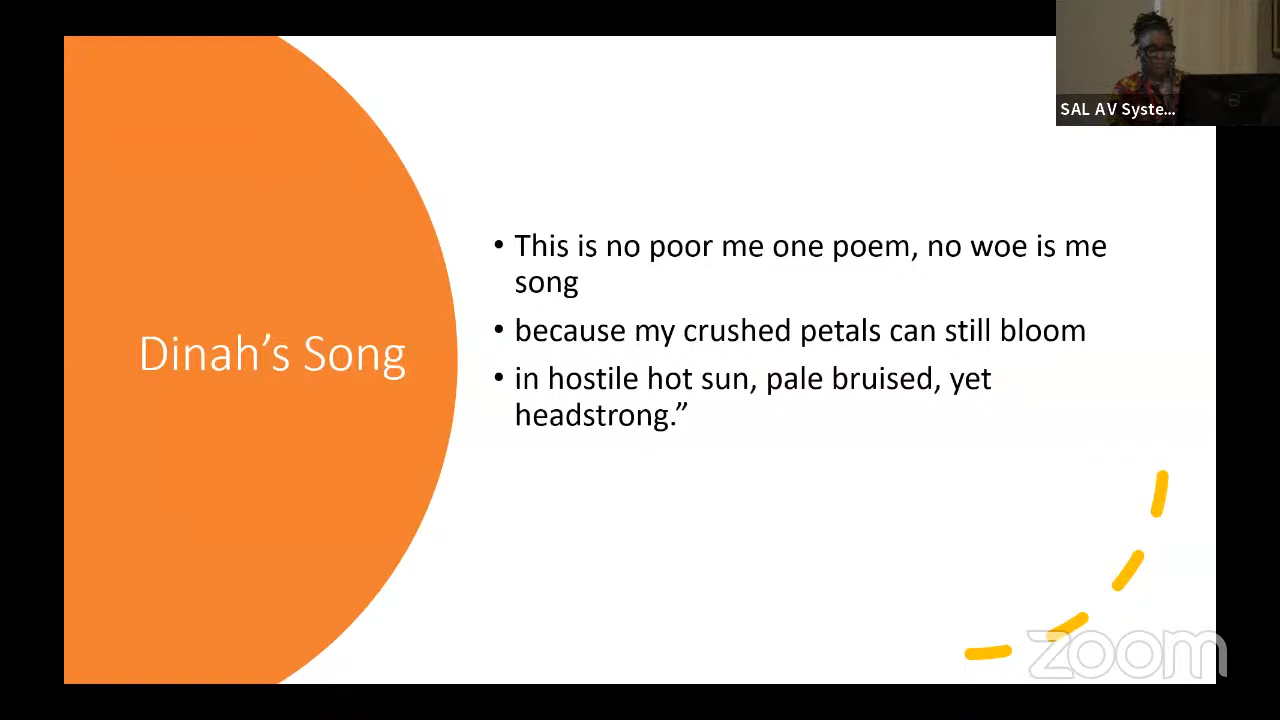 SAL AV Syste...
Dinah’s Song
• This is no poor me one poem, no woe is me
song
• because my crushed petals can still bloom
• in hostile hot sun, pale bruised, yet
headstrong.”
zoom